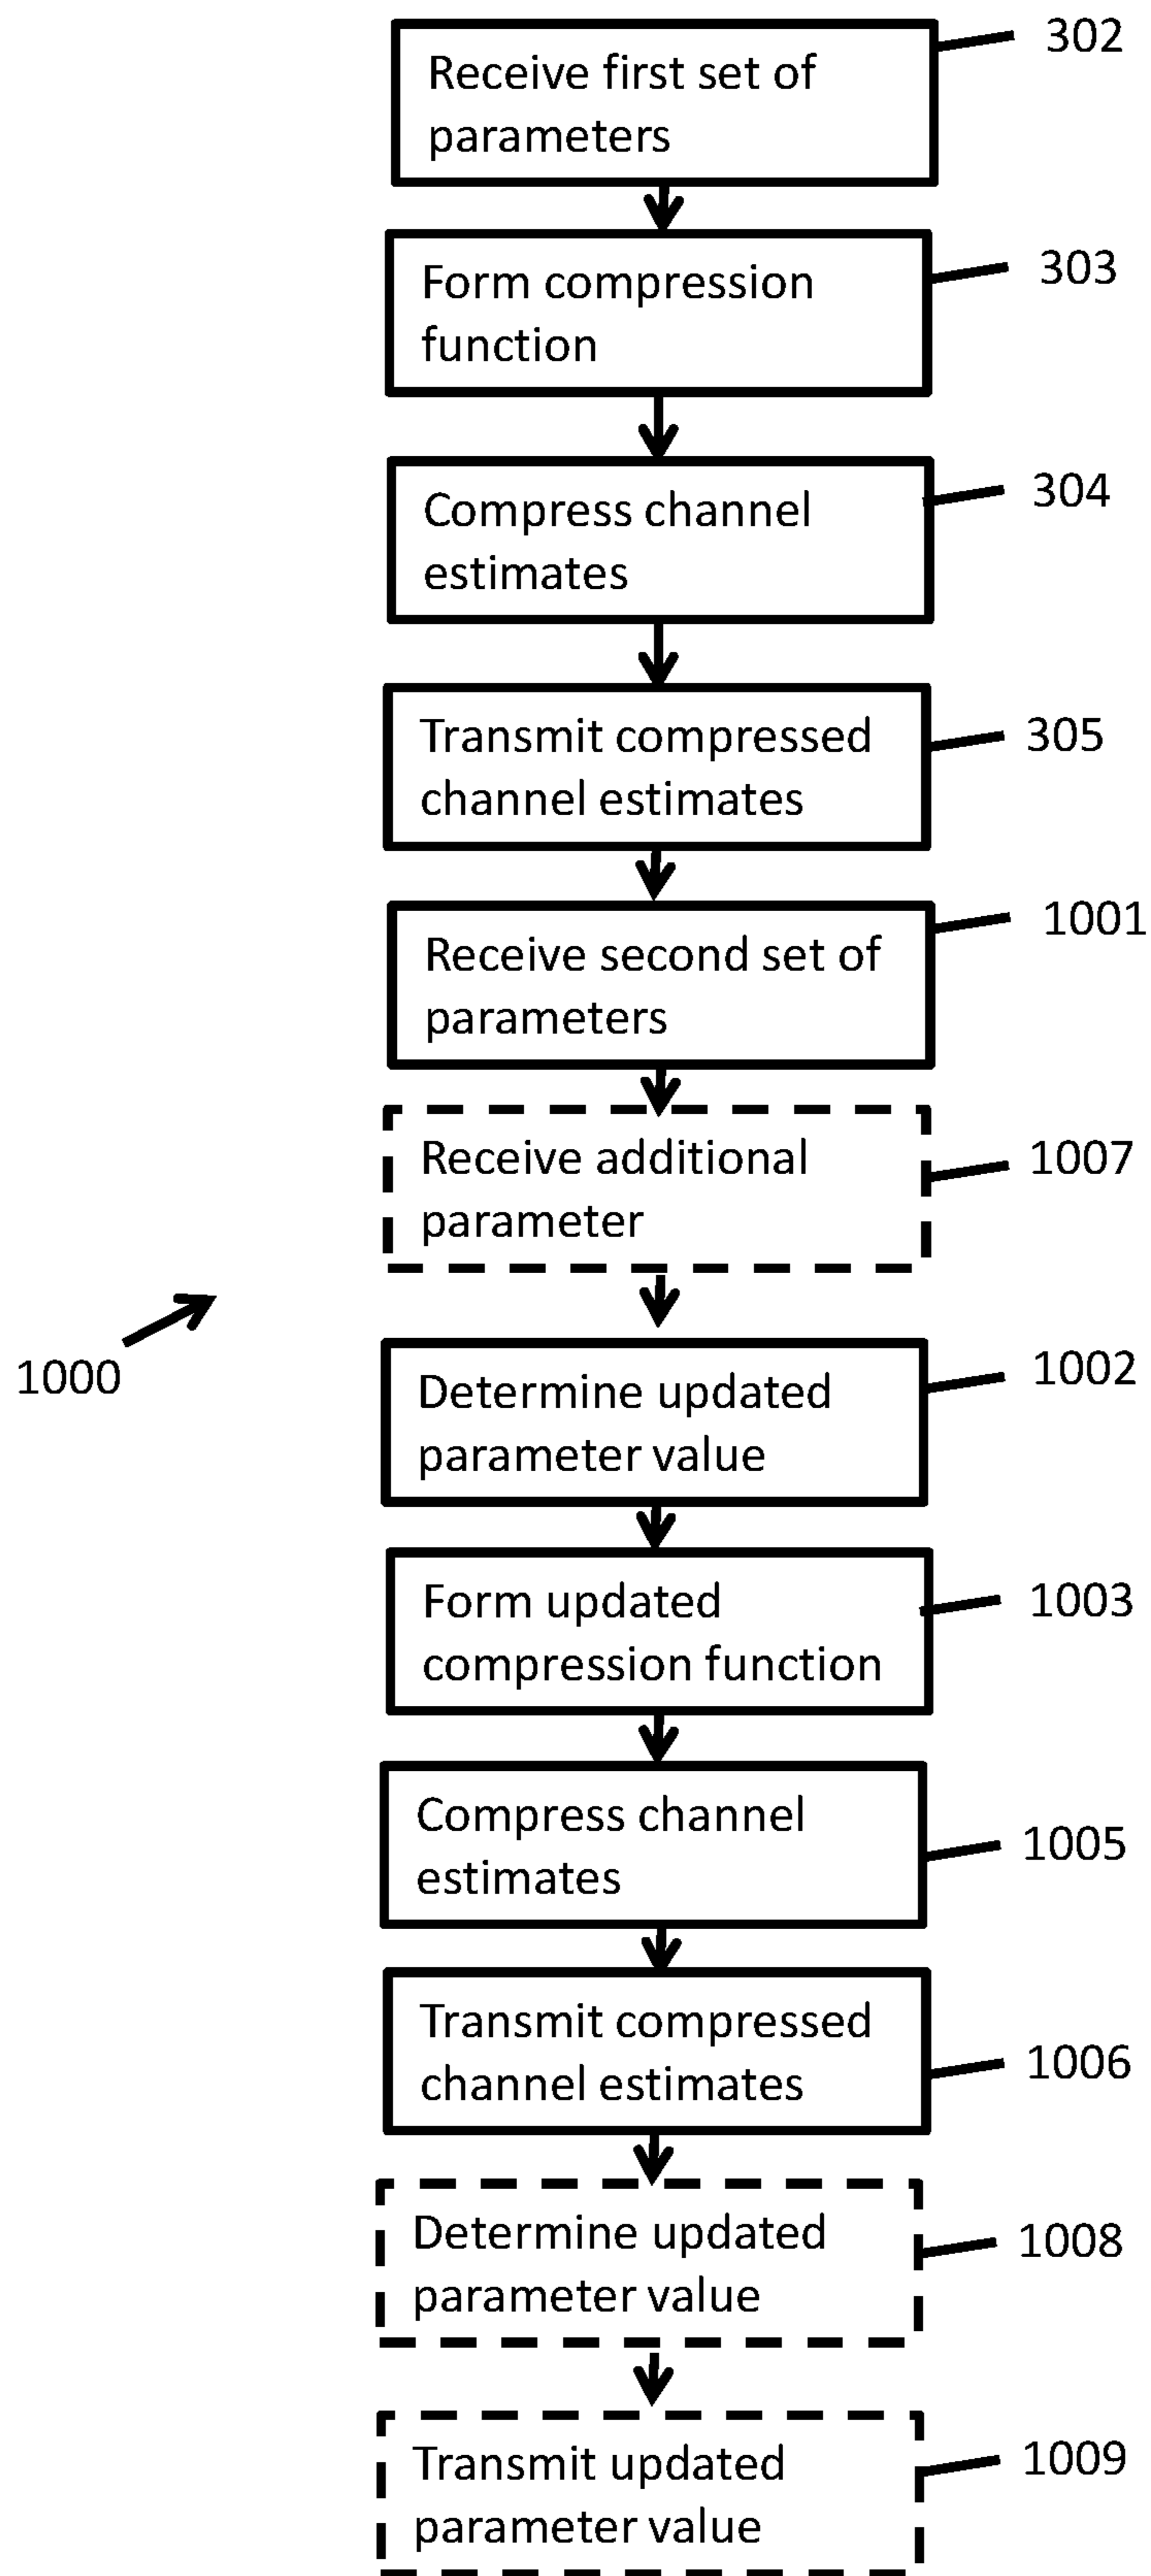 302
Receive first set of
parameters
303
Form compression
function
304
Compress channel
estimates
305
Transmit compressed
channel estimates
1001
Receive second set of
parameters
1007
Receive additional
parameter
1000
1002
Determine updated
parameter value
1003
Form updated
compression function
1005
Compress channel
estimates
1006
Transmit compressed
channel estimates
1008
Determine updated
parameter value
1009
Transmit updated
parameter value